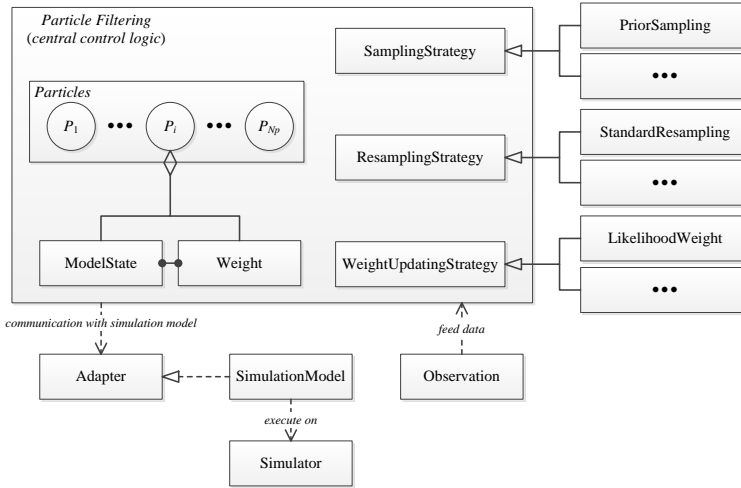 Particle Filtering
(central control logic)
Particles
P1 ••• Pi ••• PNp
ModelState
Weight
SamplingStrategy
ResamplingStrategy
WeightUpdatingStrategy
PriorSampling
•••
StandardResampling
•••
LikelihoodWeight
•••
communication with simulation model
feed data
Adapter
SimulationModel
Observation
execute on
Simulator